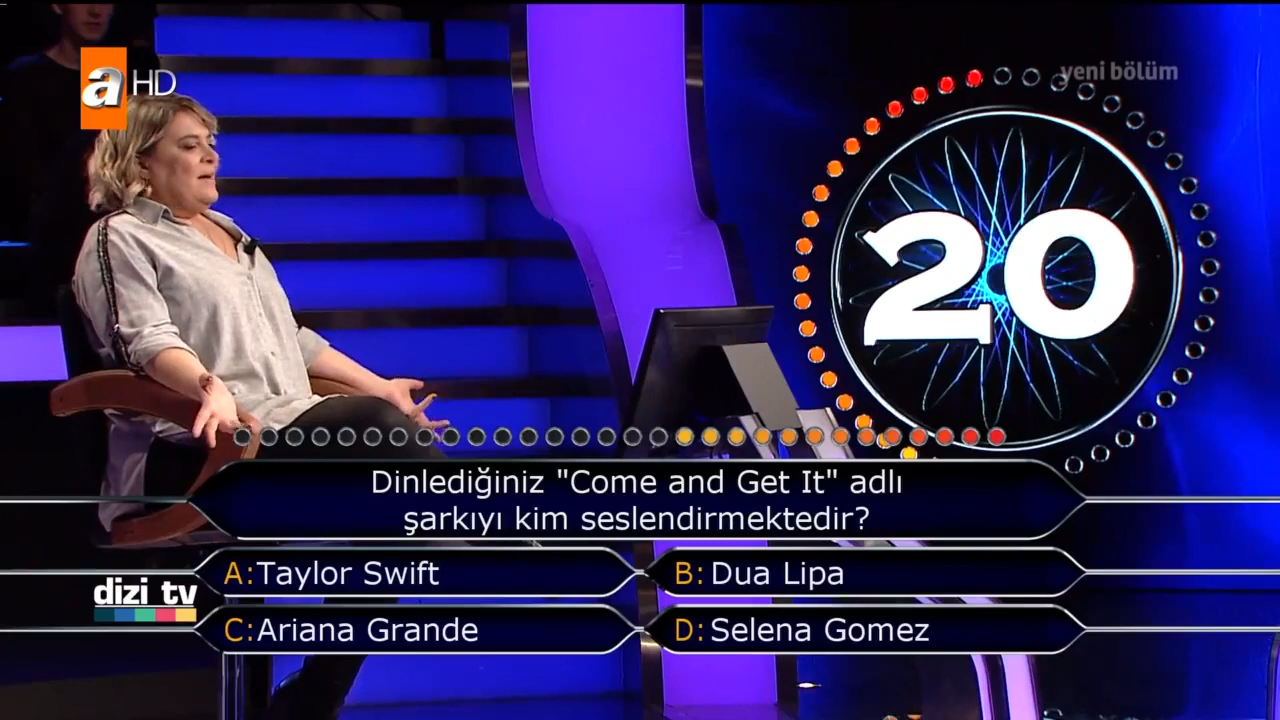 a HD
yeni bölüm
20
Dinlediğiniz "Come and Get It" adlı
şarkıyı kim seslendirmektedir?
A: Taylor Swift
B: Dua Lipa
dizi tv
C: Ariana Grande
D: Selena Gomez